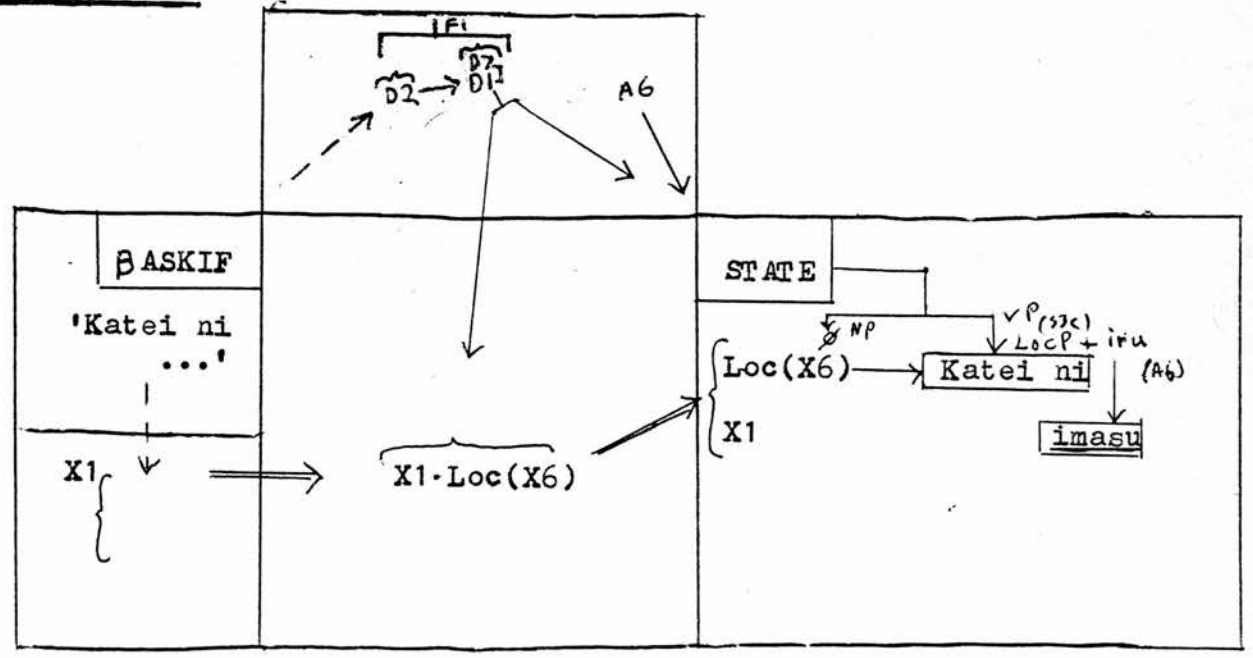 IFi
D7
D2
D1
A6
BASKIF
STATE
'Katei ni
...'
NP
VP (S3c)
LOCP + iru
Loc(X6)
Katei ni
(A6)
X1
imasu
X1
X1·Loc(X6)